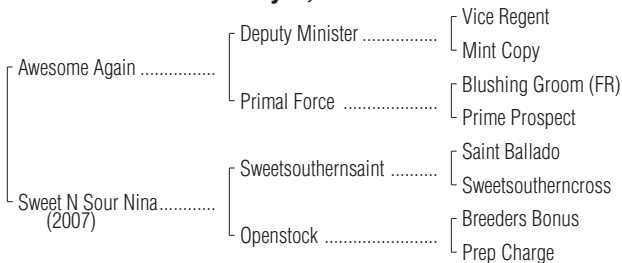 Vice Regent
Deputy Minister ................
Mint Copy
Awesome Again ................
Blushing Groom (FR)
Primal Force ....................
Prime Prospect
Saint Ballado
Sweetsouthernsaint ..........
Sweetsoutherncross
Sweet N Sour Nina............
(2007)
Breeders Bonus
Openstock ........................
Prep Charge